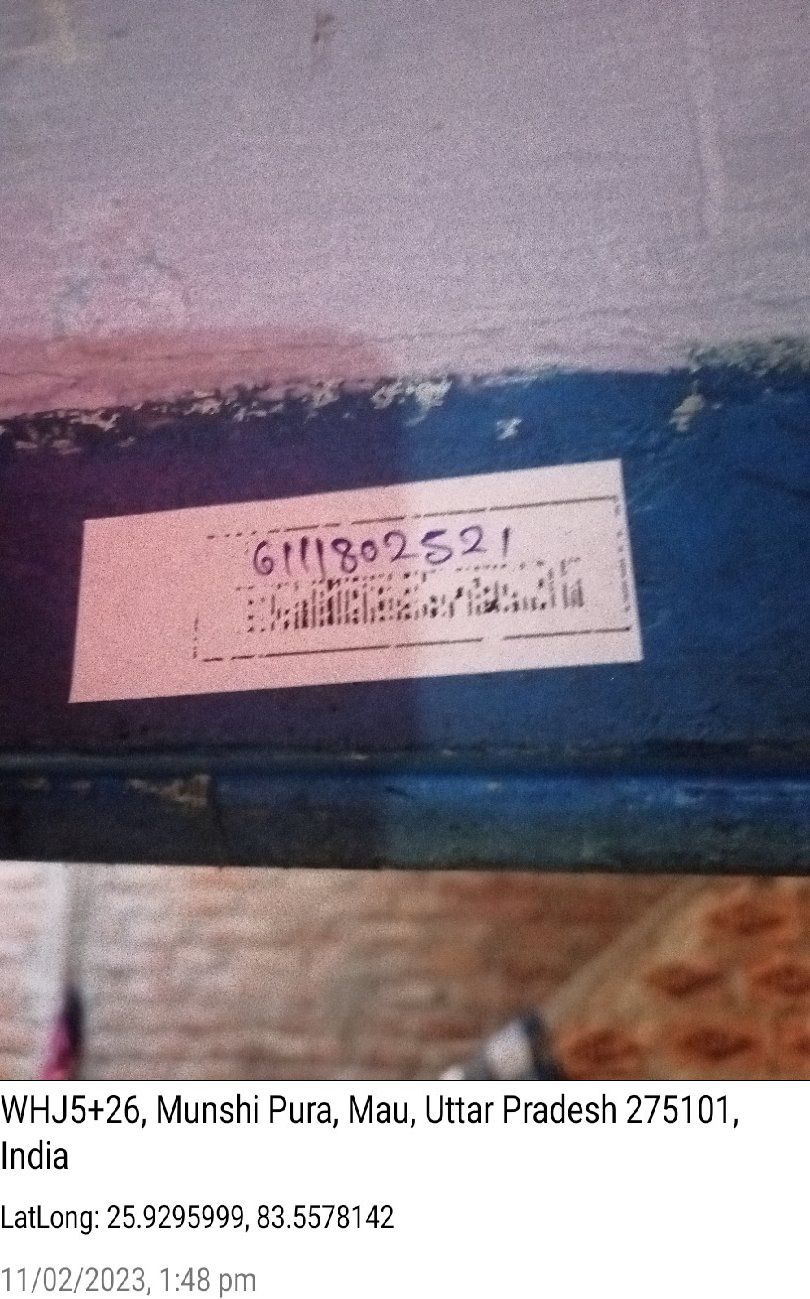 6111802521
WHJ5+26, Munshi Pura, Mau, Uttar Pradesh 275101,
India
LatLong: 25.9295999, 83.5578142
11/02/2023, 1:48 pm